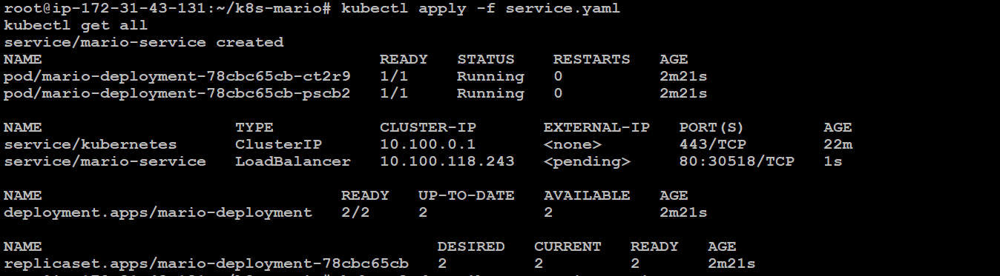 root@ip-172-31-43-131:~/k8s-mario# kubectl apply -f service.yaml
kubectl get all
service/mario-service created
NAME READY STATUS RESTARTS AGE
pod/mario-deployment-78cbc65cb-ct2r9 1/1 Running 0 2m21s
pod/mario-deployment-78cbc65cb-pscb2 1/1 Running 0 2m21s
NAME TYPE CLUSTER-IP EXTERNAL-IP PORT(S) AGE
service/kubernetes ClusterIP 10.100.0.1 <none> 443/TCP 22m
service/mario-service LoadBalancer 10.100.118.243 <pending> 80:30518/TCP 1s
NAME READY UP-TO-DATE AVAILABLE AGE
deployment.apps/mario-deployment 2/2 2 2 2m21s
NAME DESIRED CURRENT READY AGE
replicaset.apps/mario-deployment-78cbc65cb 2 2 2 2m21s